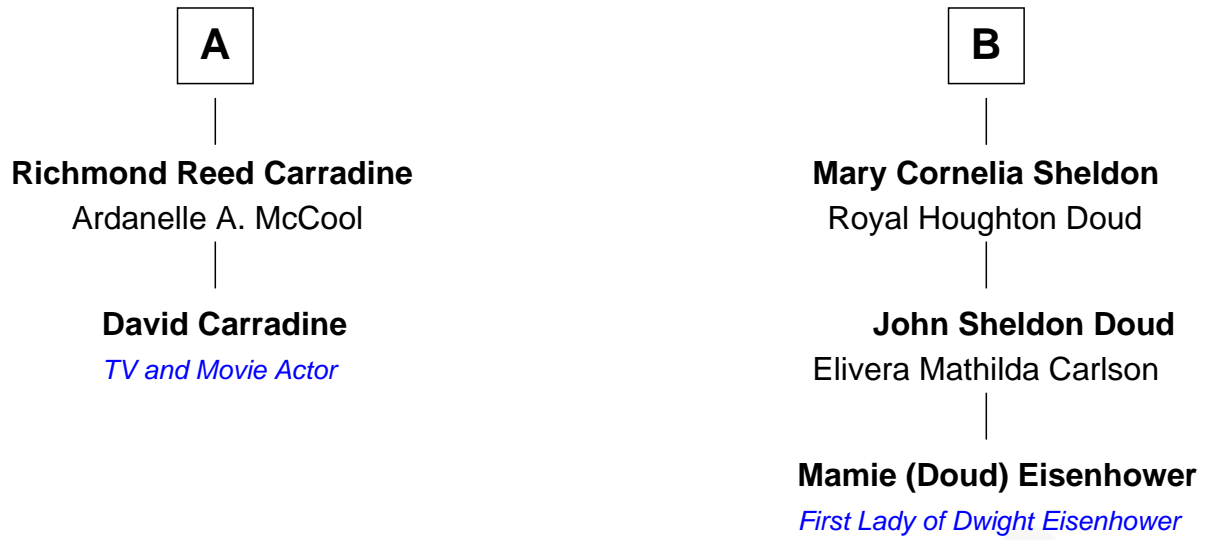 A
Richmond Reed Carradine
Ardanelle A. McCool
David Carradine
TV and Movie Actor
B
Mary Cornelia Sheldon
Royal Houghton Doud
John Sheldon Doud
Elivera Mathilda Carlson
Mamie (Doud) Eisenhower
First Lady of Dwight Eisenhower